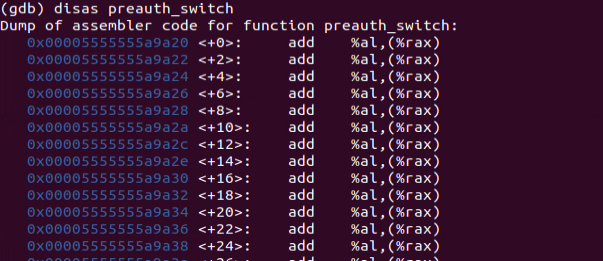 (gdb) disas preauth_switch
Dump of assembler code for function preauth_switch:
0x00005555555a9a20 <+0>: add %al,(%rax)
0x00005555555a9a22 <+2>: add %al,(%rax)
0x00005555555a9a24 <+4>: add %al,(%rax)
0x00005555555a9a26 <+6>: add %al,(%rax)
0x00005555555a9a28 <+8>: add %al,(%rax)
0x00005555555a9a2a <+10>: add %al,(%rax)
0x00005555555a9a2c <+12>: add %al,(%rax)
0x00005555555a9a2e <+14>: add %al,(%rax)
0x00005555555a9a30 <+16>: add %al,(%rax)
0x00005555555a9a32 <+18>: add %al,(%rax)
0x00005555555a9a34 <+20>: add %al,(%rax)
0x00005555555a9a36 <+22>: add %al,(%rax)
0x00005555555a9a38 <+24>: add %al,(%rax)